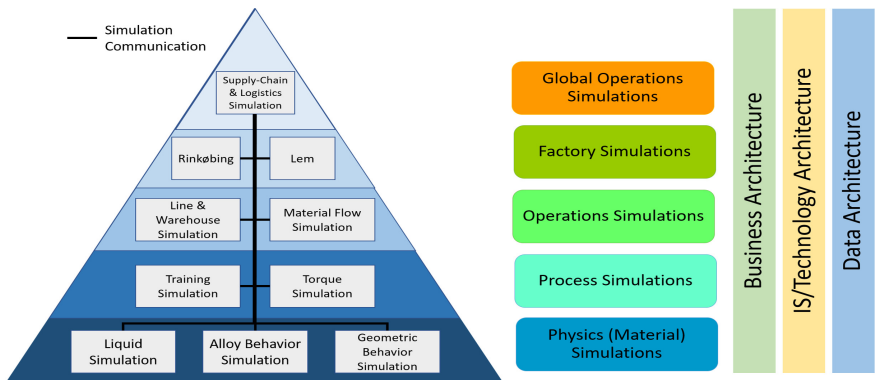 Simulation
Communication
Supply-Chain
& Logistics
Simulation
Rinkøbing
Lem
Line &
Warehouse
Simulation
Material Flow
Simulation
Training
Simulation
Torque
Simulation
Liquid
Simulation
Alloy Behavior
Simulation
Geometric
Behavior
Simulation
Global Operations
Simulations
Factory Simulations
Operations Simulations
Process Simulations
Physics (Material)
Simulations
Business Architecture
IS/Technology Architecture
Data Architecture